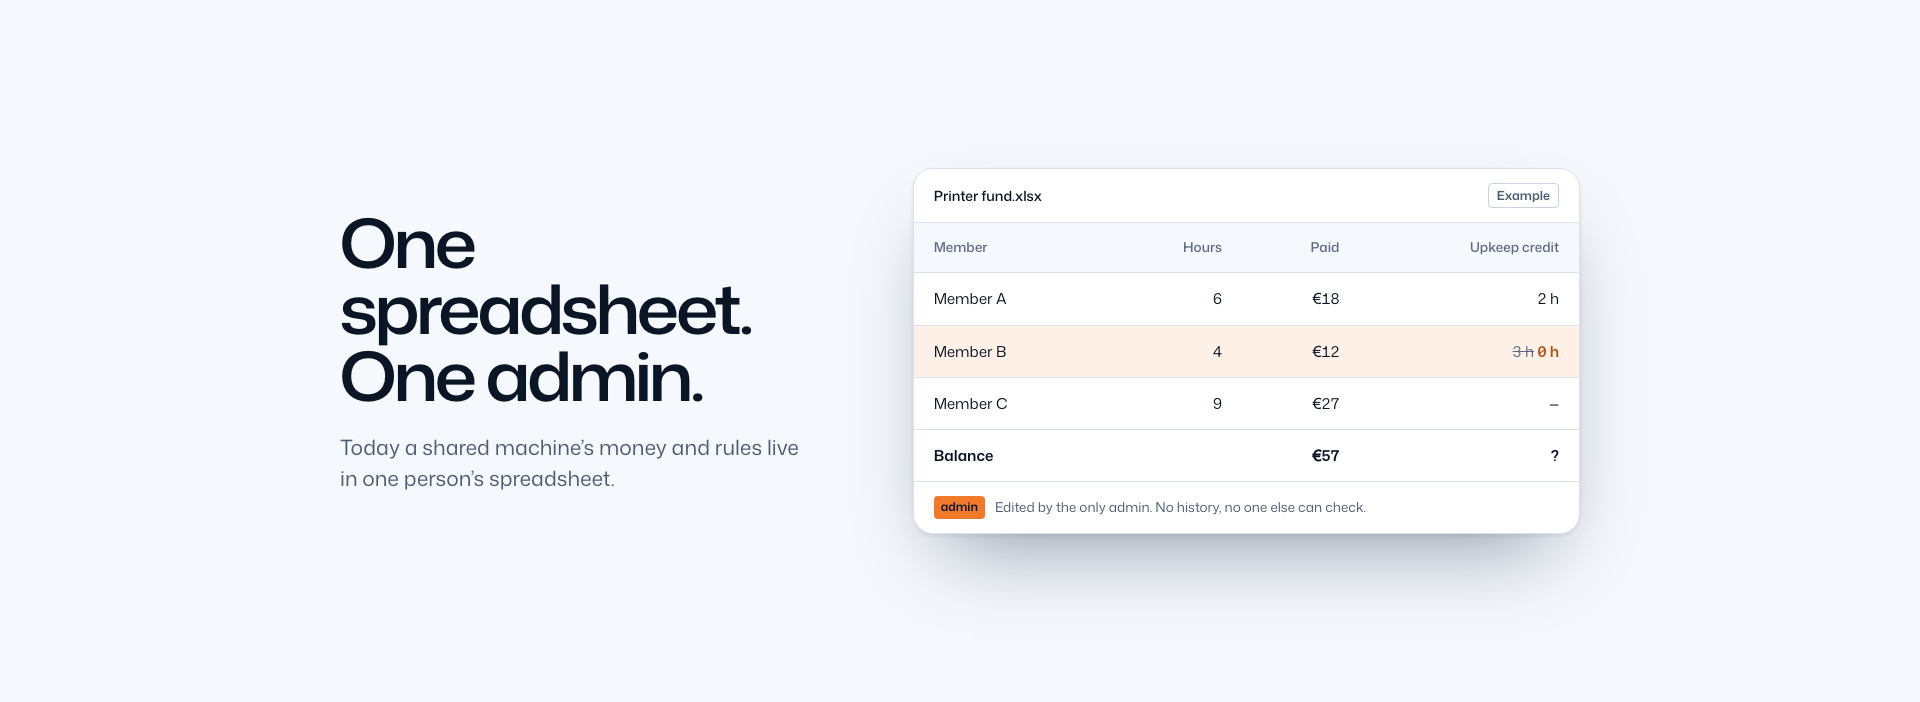 One
spreadsheet.
One admin.
Today a shared machine’s money and rules live
in one person’s spreadsheet.
Printer fund.xlsx Example
Member Hours Paid Upkeep credit
Member A 6 €18 2 h
Member B 4 €12 3 h 0 h
Member C 9 €27 –
Balance €57 ?
admin Edited by the only admin. No history, no one else can check.